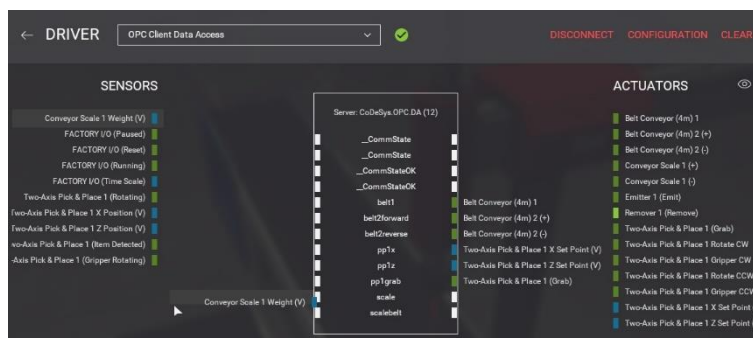 ← DRIVER OPC Client Data Access DISCONNECT CONFIGURATION CLEAR
SENSORS
Conveyor Scale 1 Weight (V)
FACTORY I/O (Paused)
FACTORY I/O (Reset)
FACTORY I/O (Running)
FACTORY I/O (Time Scale)
Two-Axis Pick & Place 1 (Rotating)
Two-Axis Pick & Place 1 X Position (V)
Two-Axis Pick & Place 1 Z Position (V)
wo-Axis Pick & Place 1 (Item Detected)
-Axis Pick & Place 1 (Gripper Rotating)
Server: CoDeSys.OPC.DA (12)
__CommState
__CommState
__CommStateOK
__CommStateOK
belt1 Belt Conveyor (4m) 1
belt2forward Belt Conveyor (4m) 2 (+)
belt2reverse Belt Conveyor (4m) 2 (-)
pp1x Two-Axis Pick & Place 1 X Set Point (V)
pp1z Two-Axis Pick & Place 1 Z Set Point (V)
pp1grab Two-Axis Pick & Place 1 (Grab)
Conveyor Scale 1 Weight (V) scale
scalebelt
ACTUATORS
Belt Conveyor (4m) 1
Belt Conveyor (4m) 2 (+)
Belt Conveyor (4m) 2 (-)
Conveyor Scale 1 (+)
Conveyor Scale 1 (-)
Emitter 1 (Emit)
Remover 1 (Remove)
Two-Axis Pick & Place 1 (Grab)
Two-Axis Pick & Place 1 Rotate CW
Two-Axis Pick & Place 1 Gripper CW
Two-Axis Pick & Place 1 Rotate CCW
Two-Axis Pick & Place 1 Gripper CCW
Two-Axis Pick & Place 1 X Set Point
Two-Axis Pick & Place 1 Z Set Point